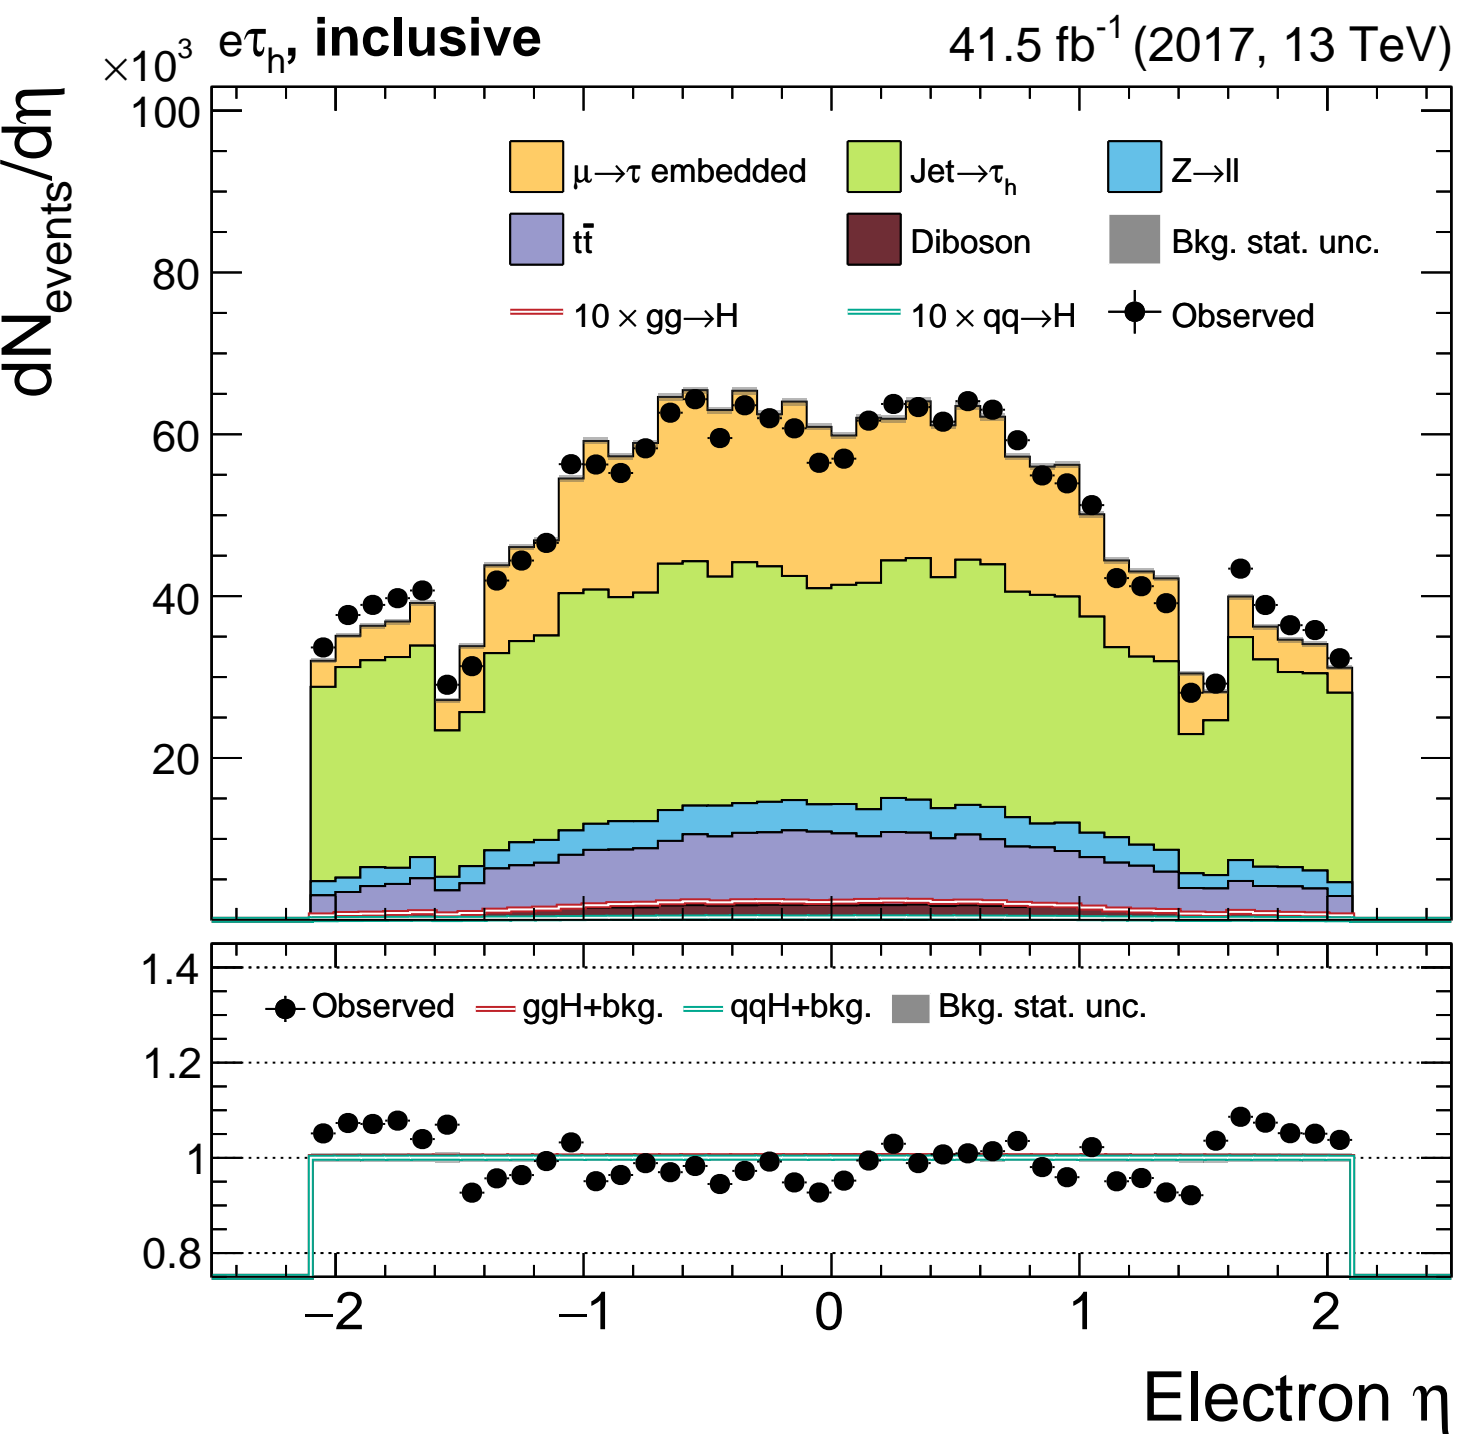 ×10³ eτₕ, inclusive 41.5 fb⁻¹ (2017, 13 TeV)
dN_events/dη
100
80
60
40
20
μ→τ embedded Jet→τₕ Z→ll
tt̄ Diboson Bkg. stat. unc.
10 × gg→H 10 × qq→H Observed
1.4
1.2
1
0.8
Observed ggH+bkg. qqH+bkg. Bkg. stat. unc.
−2 −1 0 1 2
Electron η